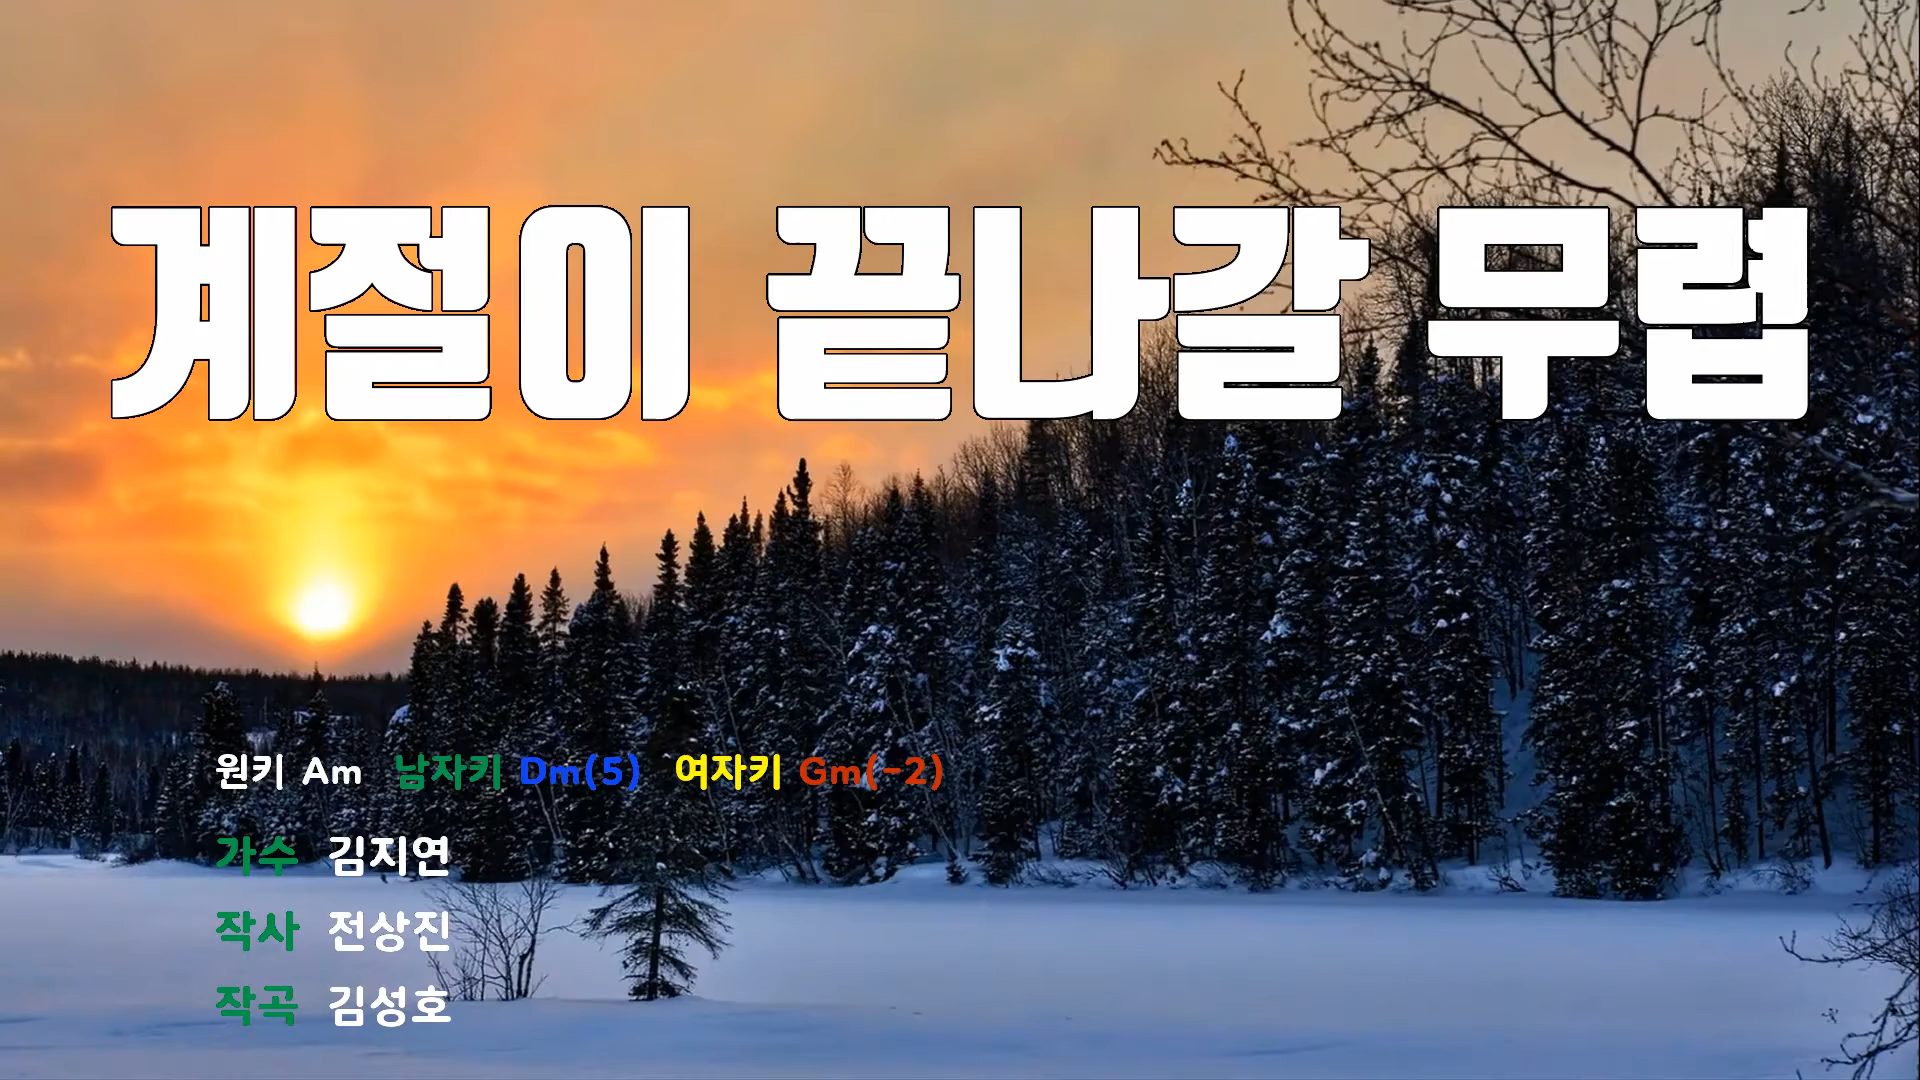 계절이 끝나갈 무렵
원키 Am 남자키 Dm(5) 여자키 Gm(-2)
가수 김지연
작사 전상진
작곡 김성호